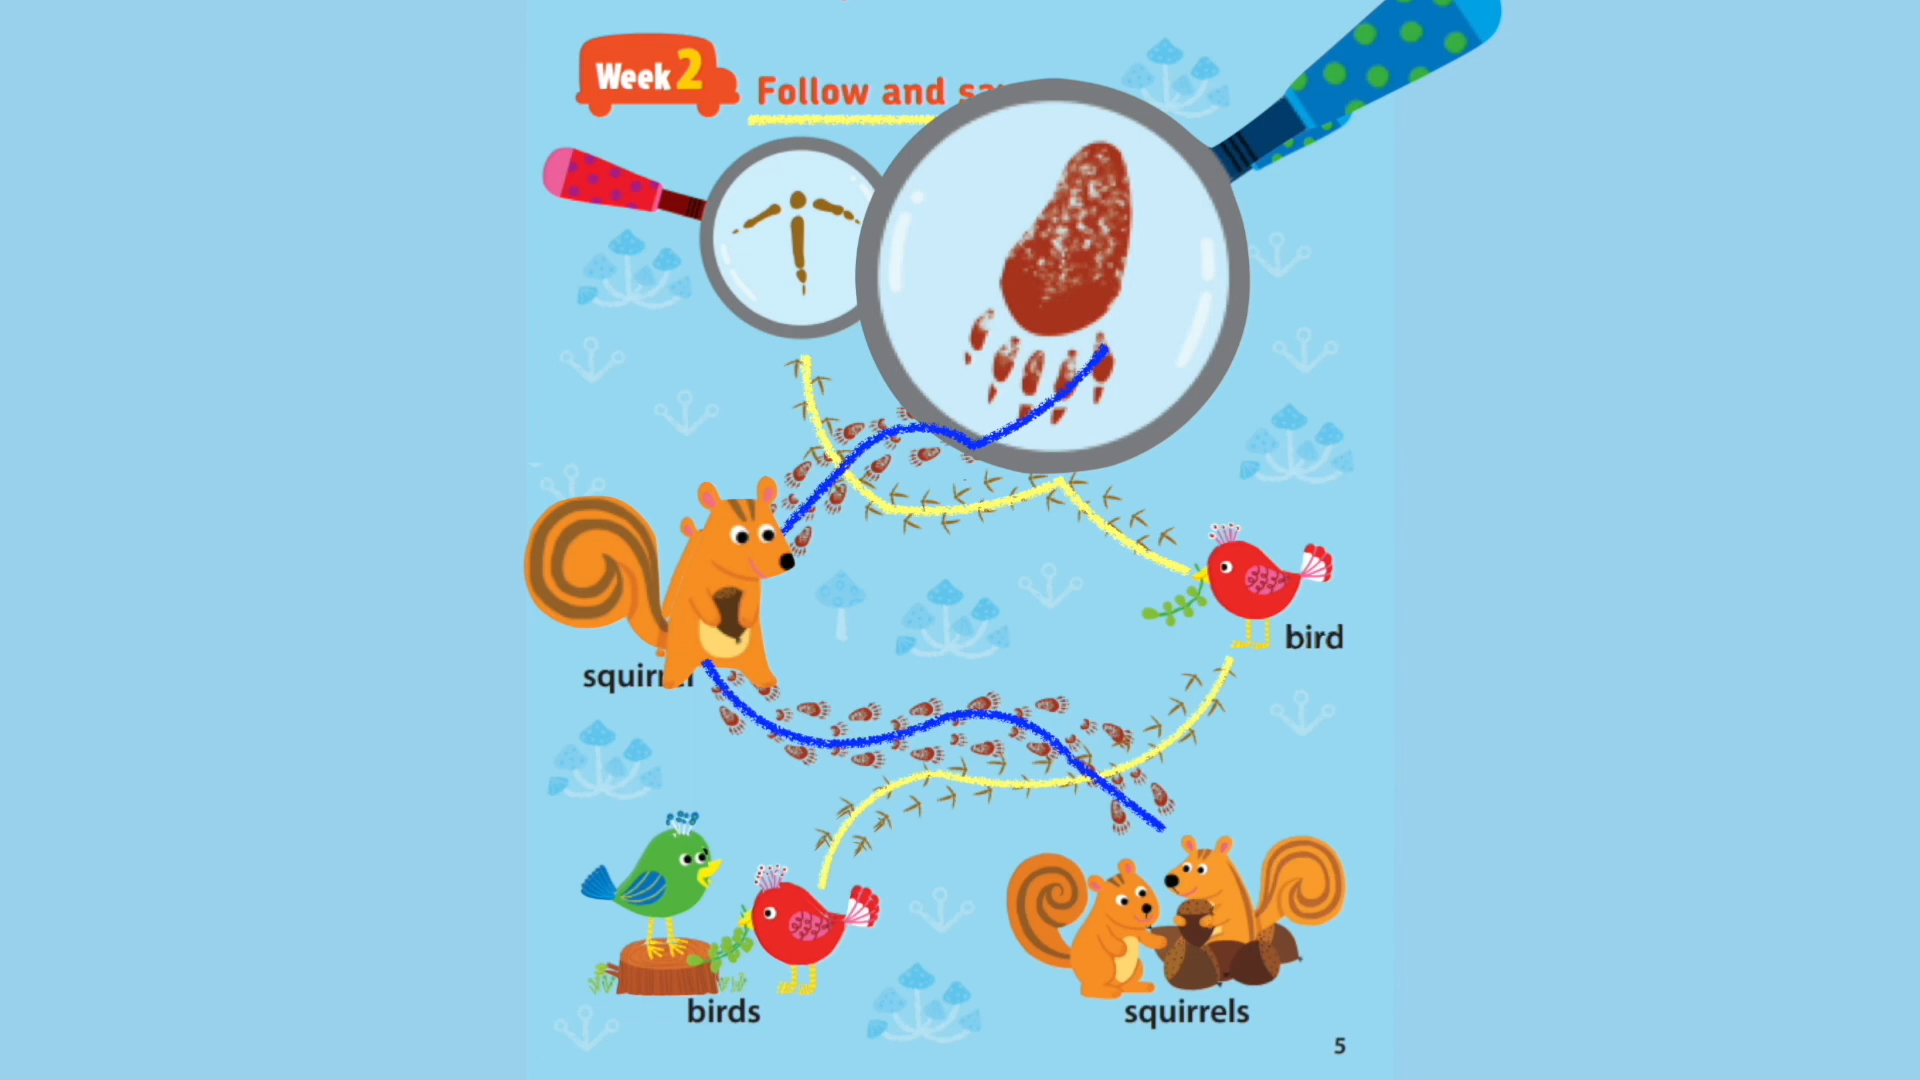 Week 2
Follow and
bird
birds
squirrels
5